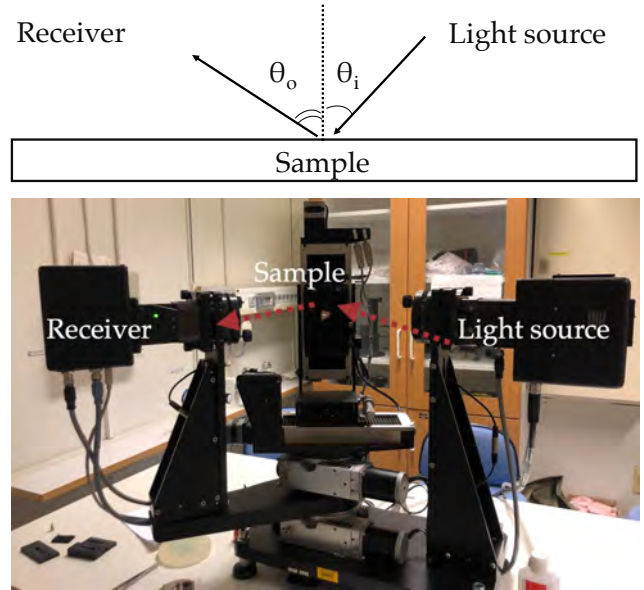 Receiver
Light source
θo
θi
Sample
Sample
Receiver
Light source